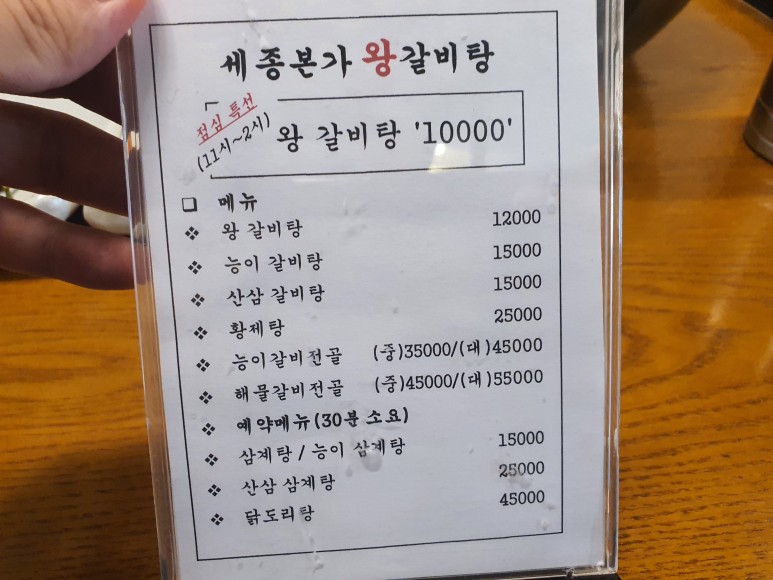 세종본가 왕갈비탕
점심 특선
(11시~2시)
왕 갈비탕 '10000'
❏ 메뉴
❖ 왕 갈비탕 12000
❖ 능이 갈비탕 15000
❖ 산삼 갈비탕 15000
❖ 황제탕 25000
❖ 능이갈비전골 (중)35000/(대)45000
❖ 해물갈비전골 (중)45000/(대)55000
❖ 예약메뉴(30분 소요)
❖ 삼계탕 / 능이 삼계탕 15000
❖ 산삼 삼계탕 25000
❖ 닭도리탕 45000